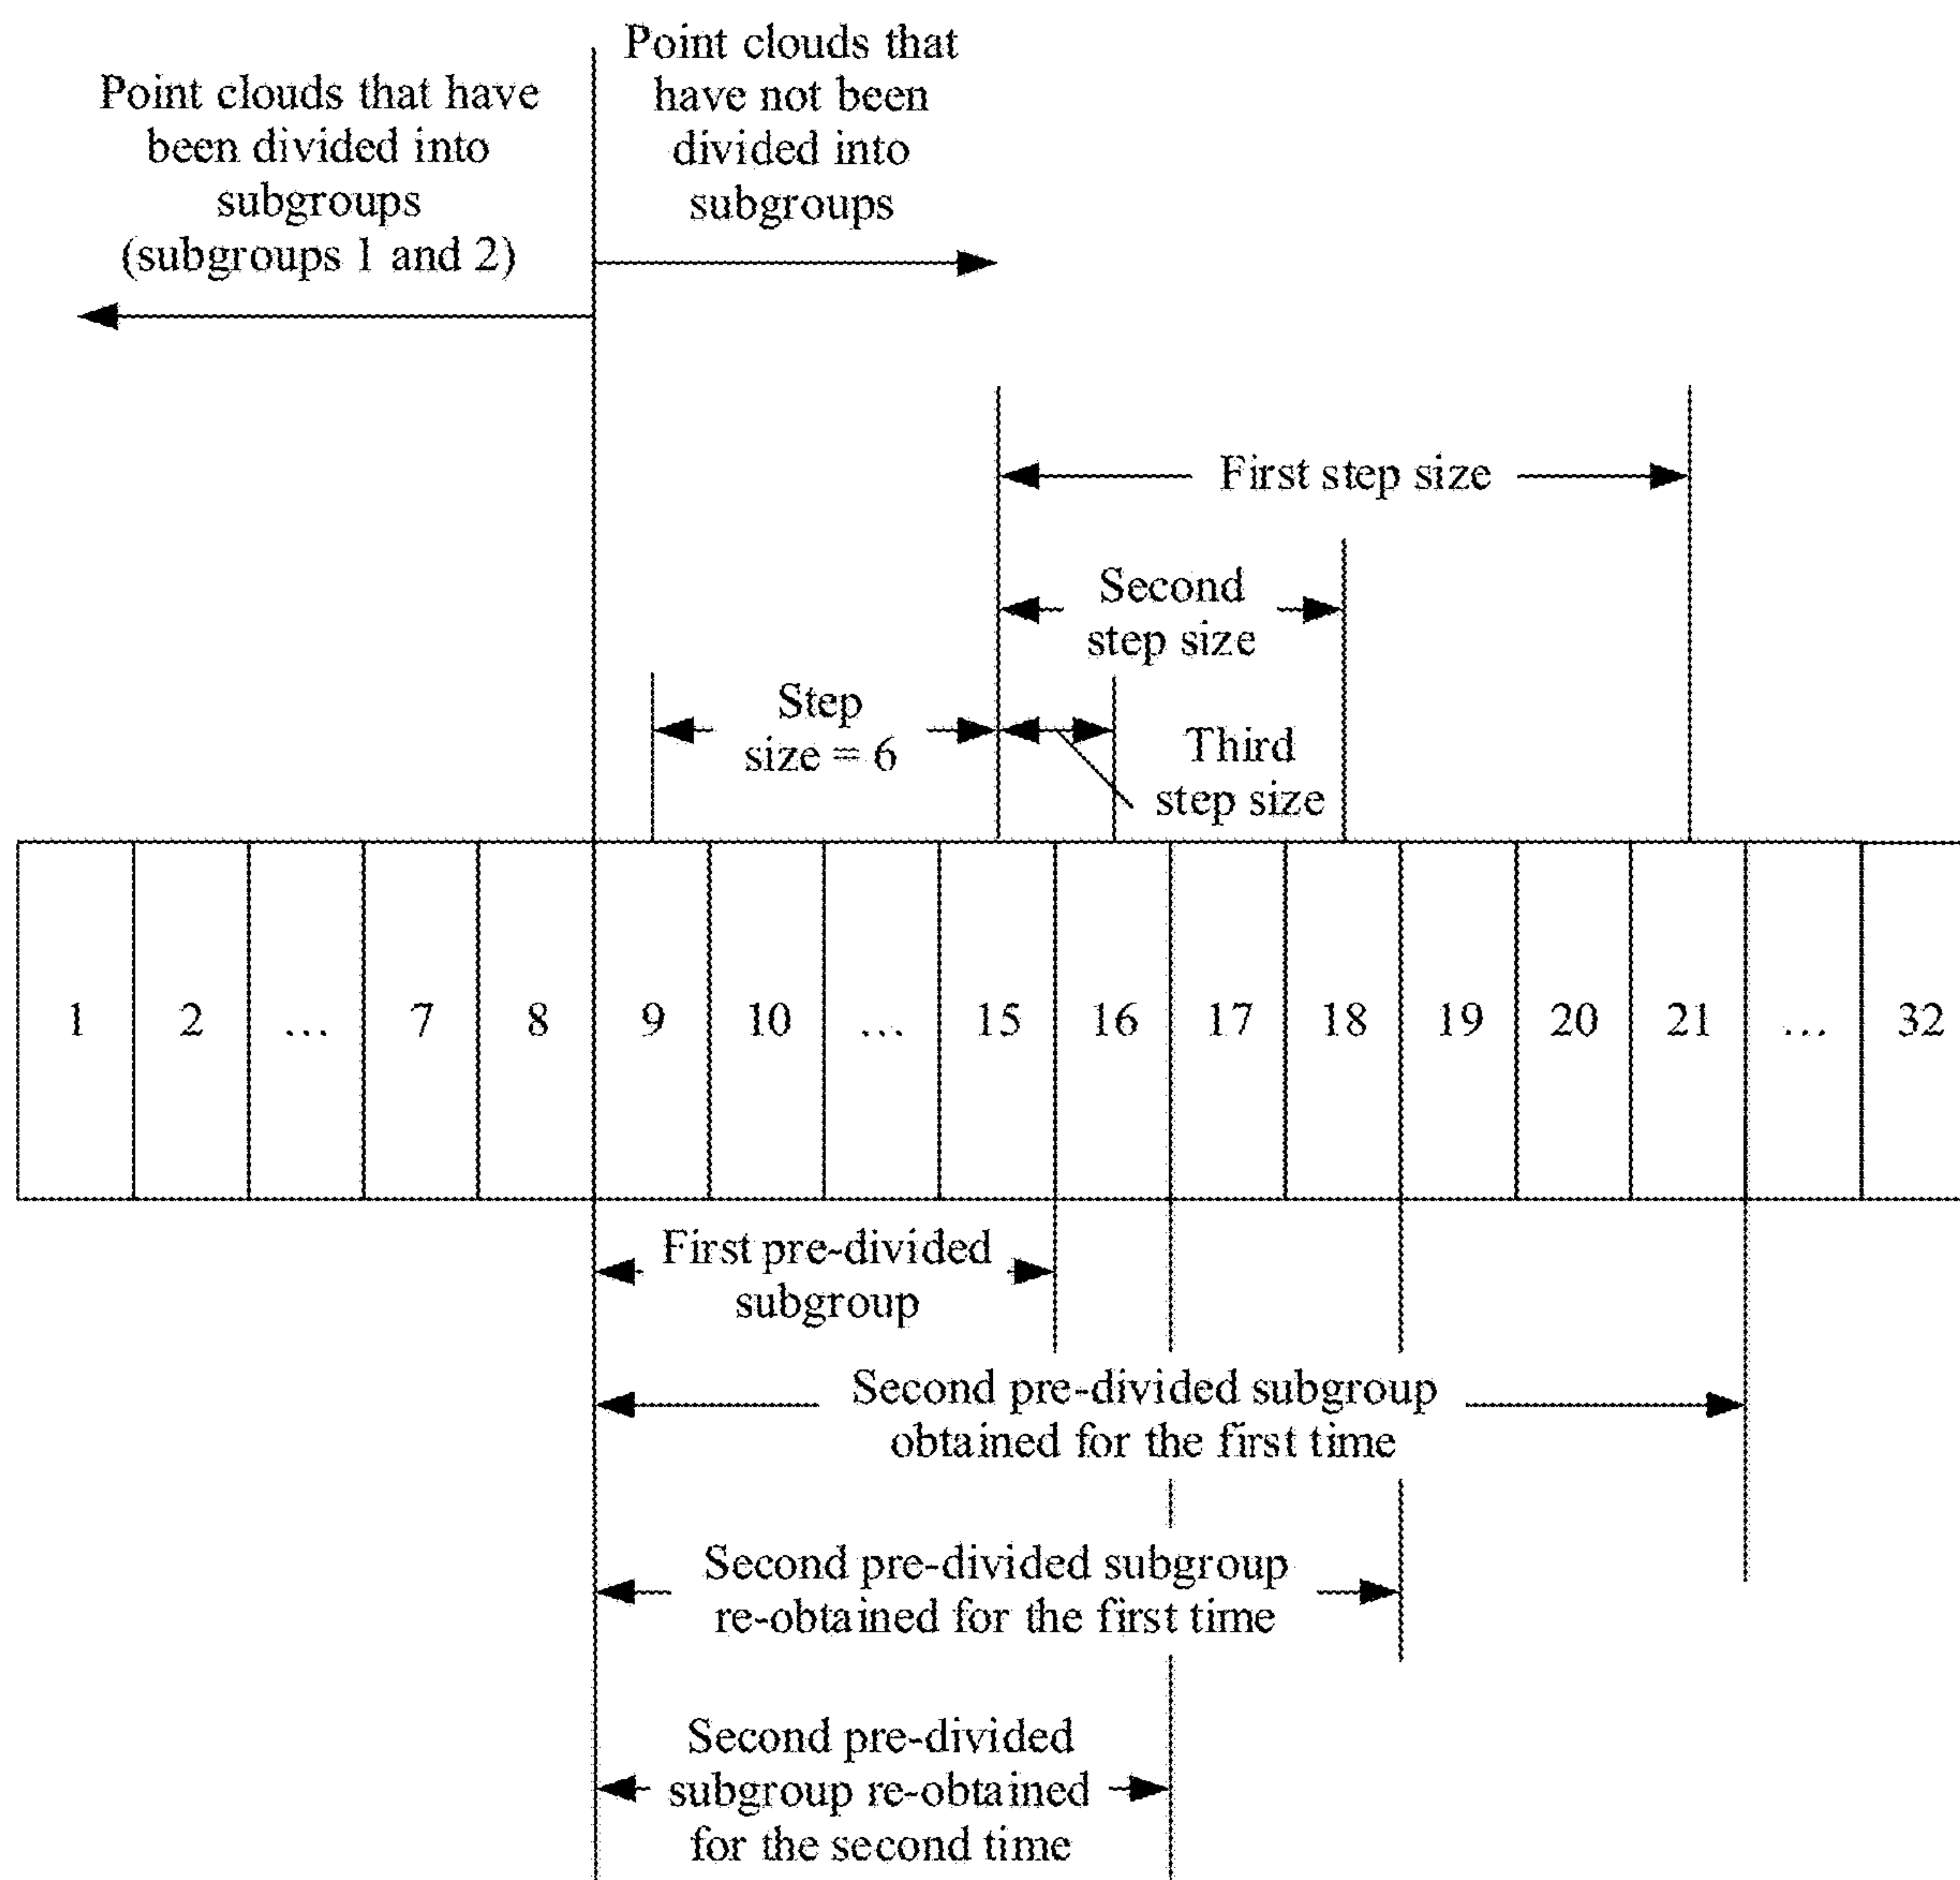 Point clouds that have
been divided into
subgroups
(subgroups 1 and 2)
Point clouds that
have not been
divided into
subgroups
First step size
Second
step size
Step
size = 6
Third
step size
1 2 ... 7 8 9 10 ... 15 16 17 18 19 20 21 ... 32
First pre-divided
subgroup
Second pre-divided subgroup
obtained for the first time
Second pre-divided subgroup
re-obtained for the first time
Second pre-divided
subgroup re-obtained
for the second time